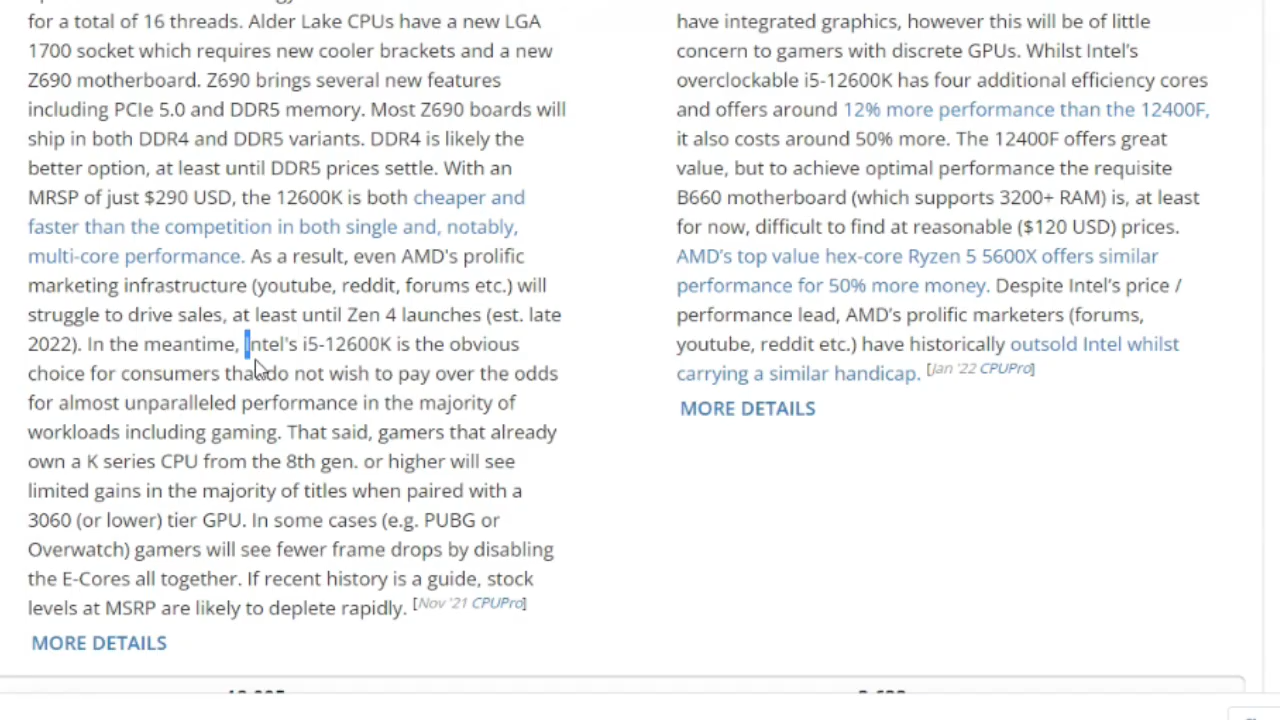 for a total of 16 threads. Alder Lake CPUs have a new LGA
1700 socket which requires new cooler brackets and a new
Z690 motherboard. Z690 brings several new features
including PCIe 5.0 and DDR5 memory. Most Z690 boards will
ship in both DDR4 and DDR5 variants. DDR4 is likely the
better option, at least until DDR5 prices settle. With an
MRSP of just $290 USD, the 12600K is both cheaper and
faster than the competition in both single and, notably,
multi-core performance. As a result, even AMD's prolific
marketing infrastructure (youtube, reddit, forums etc.) will
struggle to drive sales, at least until Zen 4 launches (est. late
2022). In the meantime, Intel's i5-12600K is the obvious
choice for consumers that do not wish to pay over the odds
for almost unparalleled performance in the majority of
workloads including gaming. That said, gamers that already
own a K series CPU from the 8th gen. or higher will see
limited gains in the majority of titles when paired with a
3060 (or lower) tier GPU. In some cases (e.g. PUBG or
Overwatch) gamers will see fewer frame drops by disabling
the E-Cores all together. If recent history is a guide, stock
levels at MSRP are likely to deplete rapidly. [Nov '21 CPUPro]
MORE DETAILS
have integrated graphics, however this will be of little
concern to gamers with discrete GPUs. Whilst Intel's
overclockable i5-12600K has four additional efficiency cores
and offers around 12% more performance than the 12400F,
it also costs around 50% more. The 12400F offers great
value, but to achieve optimal performance the requisite
B660 motherboard (which supports 3200+ RAM) is, at least
for now, difficult to find at reasonable ($120 USD) prices.
AMD's top value hex-core Ryzen 5 5600X offers similar
performance for 50% more money. Despite Intel's price /
performance lead, AMD's prolific marketers (forums,
youtube, reddit etc.) have historically outsold Intel whilst
carrying a similar handicap. [Jan '22 CPUPro]
MORE DETAILS